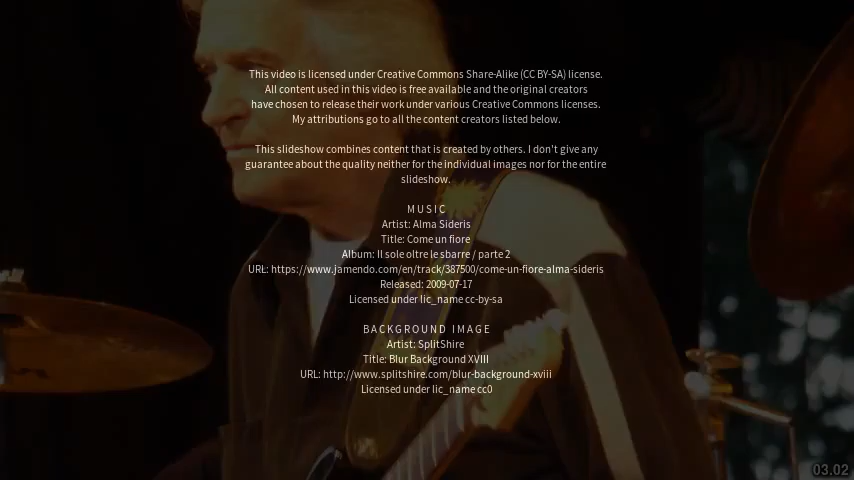 This video is licensed under Creative Commons Share-Alike (CC BY-SA) license.
All content used in this video is free available and the original creators
have chosen to release their work under various Creative Commons licenses.
My attributions go to all the content creators listed below.
This slideshow combines content that is created by others. I don't give any
guarantee about the quality neither for the individual images nor for the entire
slideshow.
MUSIC
Artist: Alma Sideris
Title: Come un fiore
Album: Il sole oltre le sbarre / parte 2
URL: https://www.jamendo.com/en/track/387500/come-un-fiore-alma-sideris
Released: 2009-07-17
Licensed under lic_name cc-by-sa
BACKGROUND IMAGE
Artist: SplitShire
Title: Blur Background XVIII
URL: http://www.splitshire.com/blur-background-xviii
Licensed under lic_name cc0
03.02